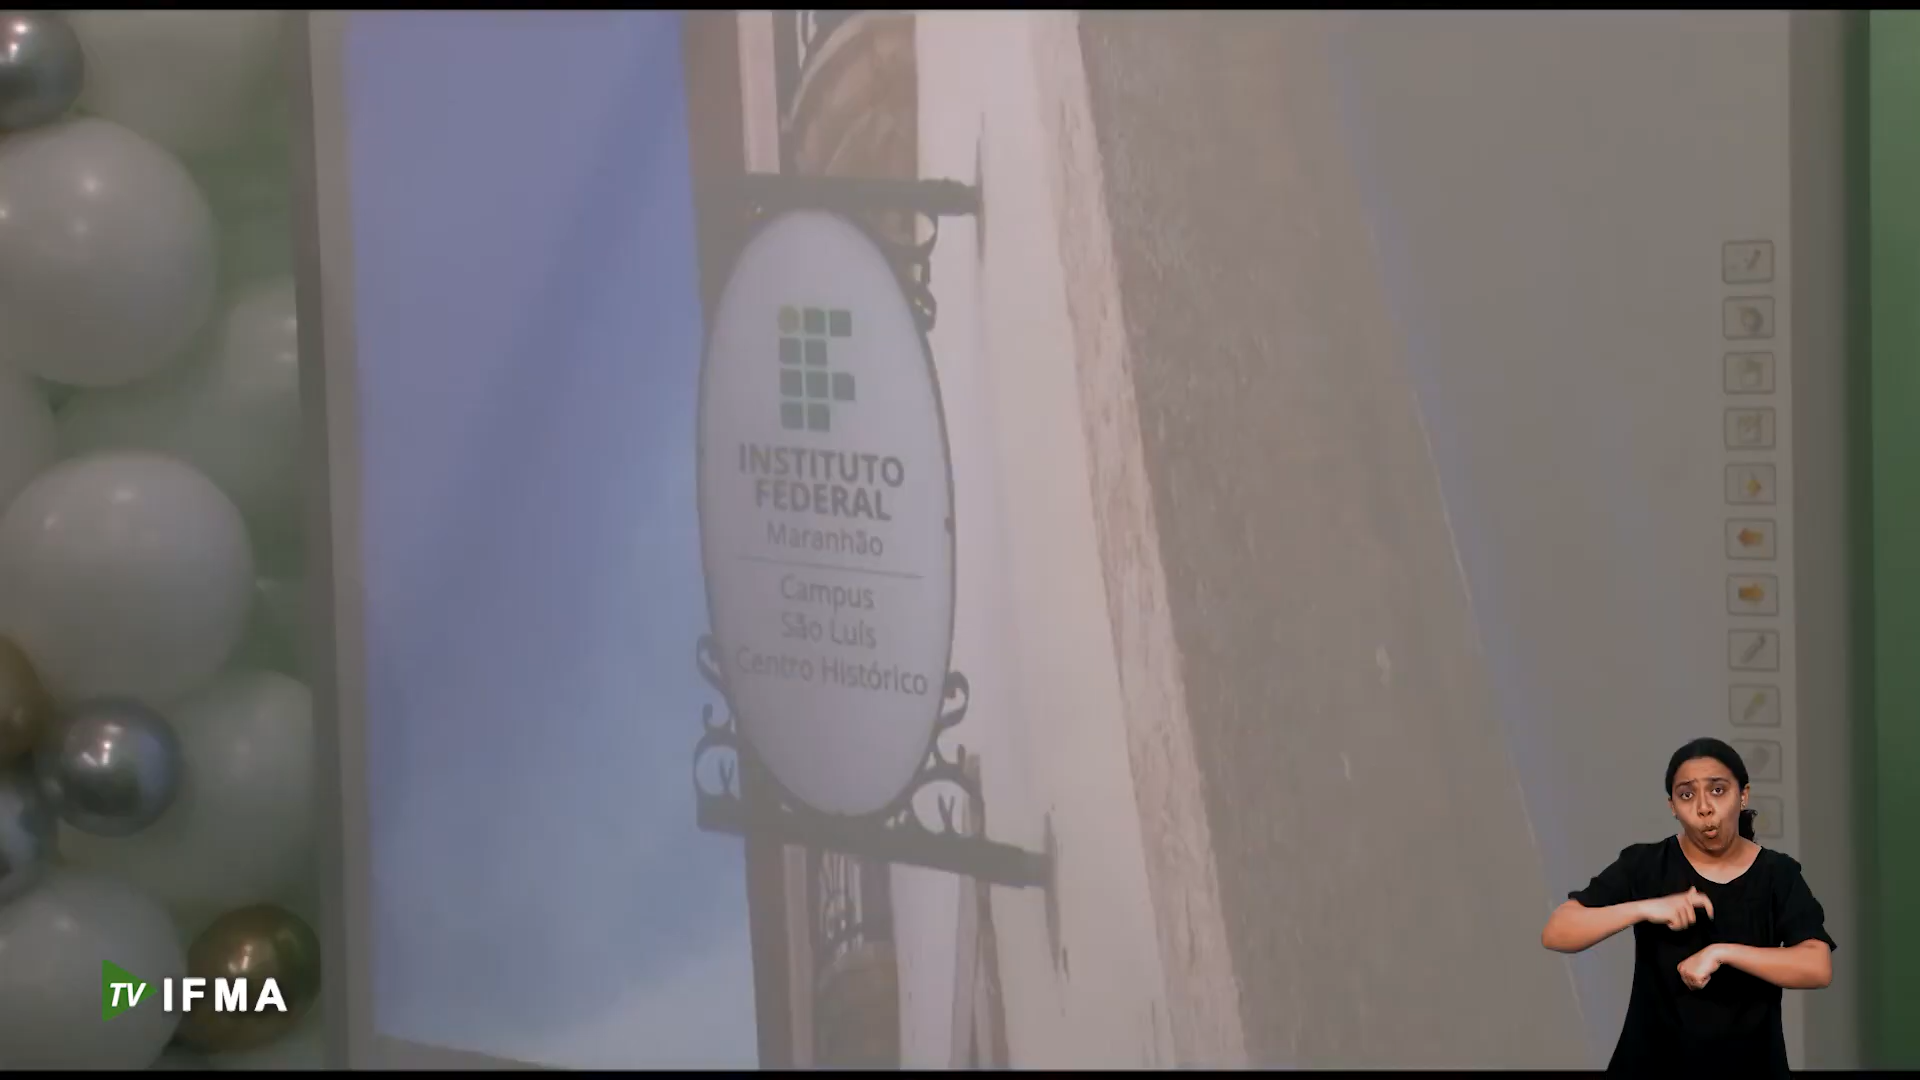 INSTITUTO
FEDERAL
Maranhão
Campus
São Luís
Centro Histórico
TV IFMA